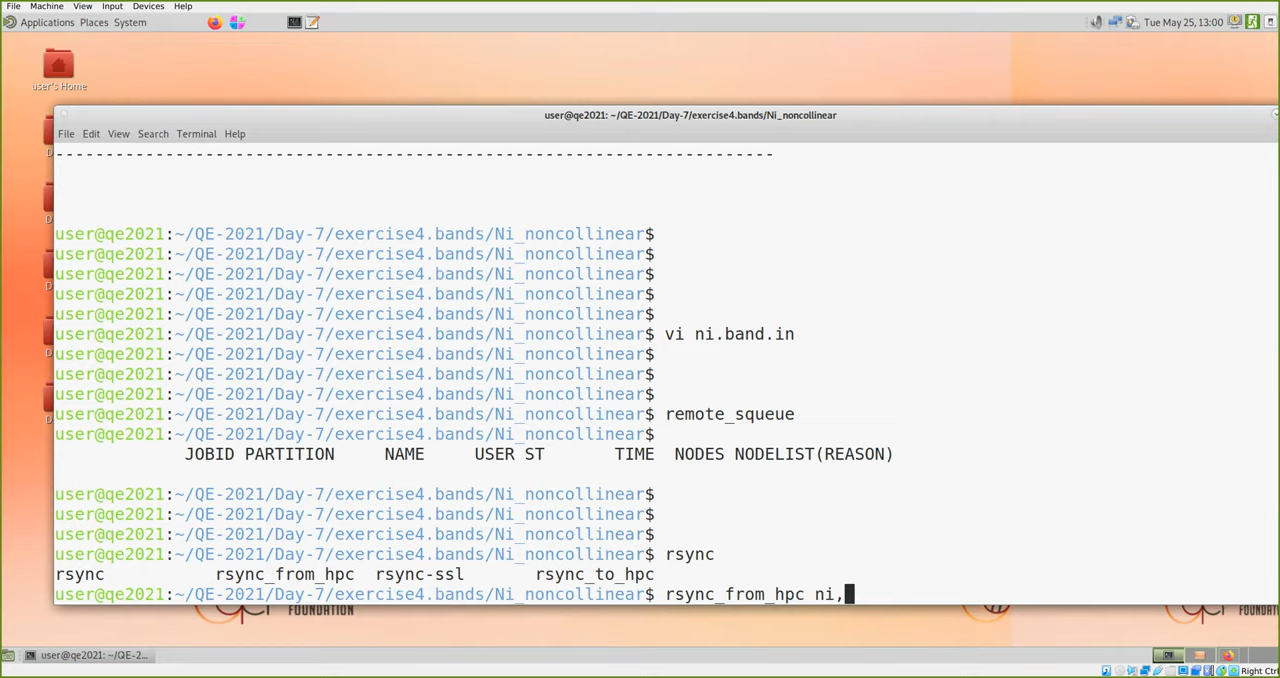 File Machine View Input Devices Help
Applications Places System Tue May 25, 13:00
user's Home
user@qe2021: ~/QE-2021/Day-7/exercise4.bands/Ni_noncollinear
File Edit View Search Terminal Help
------------------------------------------------------------------------
user@qe2021:~/QE-2021/Day-7/exercise4.bands/Ni_noncollinear$
user@qe2021:~/QE-2021/Day-7/exercise4.bands/Ni_noncollinear$
user@qe2021:~/QE-2021/Day-7/exercise4.bands/Ni_noncollinear$
user@qe2021:~/QE-2021/Day-7/exercise4.bands/Ni_noncollinear$
user@qe2021:~/QE-2021/Day-7/exercise4.bands/Ni_noncollinear$
user@qe2021:~/QE-2021/Day-7/exercise4.bands/Ni_noncollinear$ vi ni.band.in
user@qe2021:~/QE-2021/Day-7/exercise4.bands/Ni_noncollinear$
user@qe2021:~/QE-2021/Day-7/exercise4.bands/Ni_noncollinear$
user@qe2021:~/QE-2021/Day-7/exercise4.bands/Ni_noncollinear$
user@qe2021:~/QE-2021/Day-7/exercise4.bands/Ni_noncollinear$ remote_squeue
user@qe2021:~/QE-2021/Day-7/exercise4.bands/Ni_noncollinear$
JOBID PARTITION NAME USER ST TIME NODES NODELIST(REASON)
user@qe2021:~/QE-2021/Day-7/exercise4.bands/Ni_noncollinear$
user@qe2021:~/QE-2021/Day-7/exercise4.bands/Ni_noncollinear$
user@qe2021:~/QE-2021/Day-7/exercise4.bands/Ni_noncollinear$
user@qe2021:~/QE-2021/Day-7/exercise4.bands/Ni_noncollinear$ rsync
rsync rsync_from_hpc rsync-ssl rsync_to_hpc
user@qe2021:~/QE-2021/Day-7/exercise4.bands/Ni_noncollinear$ rsync_from_hpc ni,
FOUNDATION
user@qe2021: ~/QE-2...
Right Ctrl